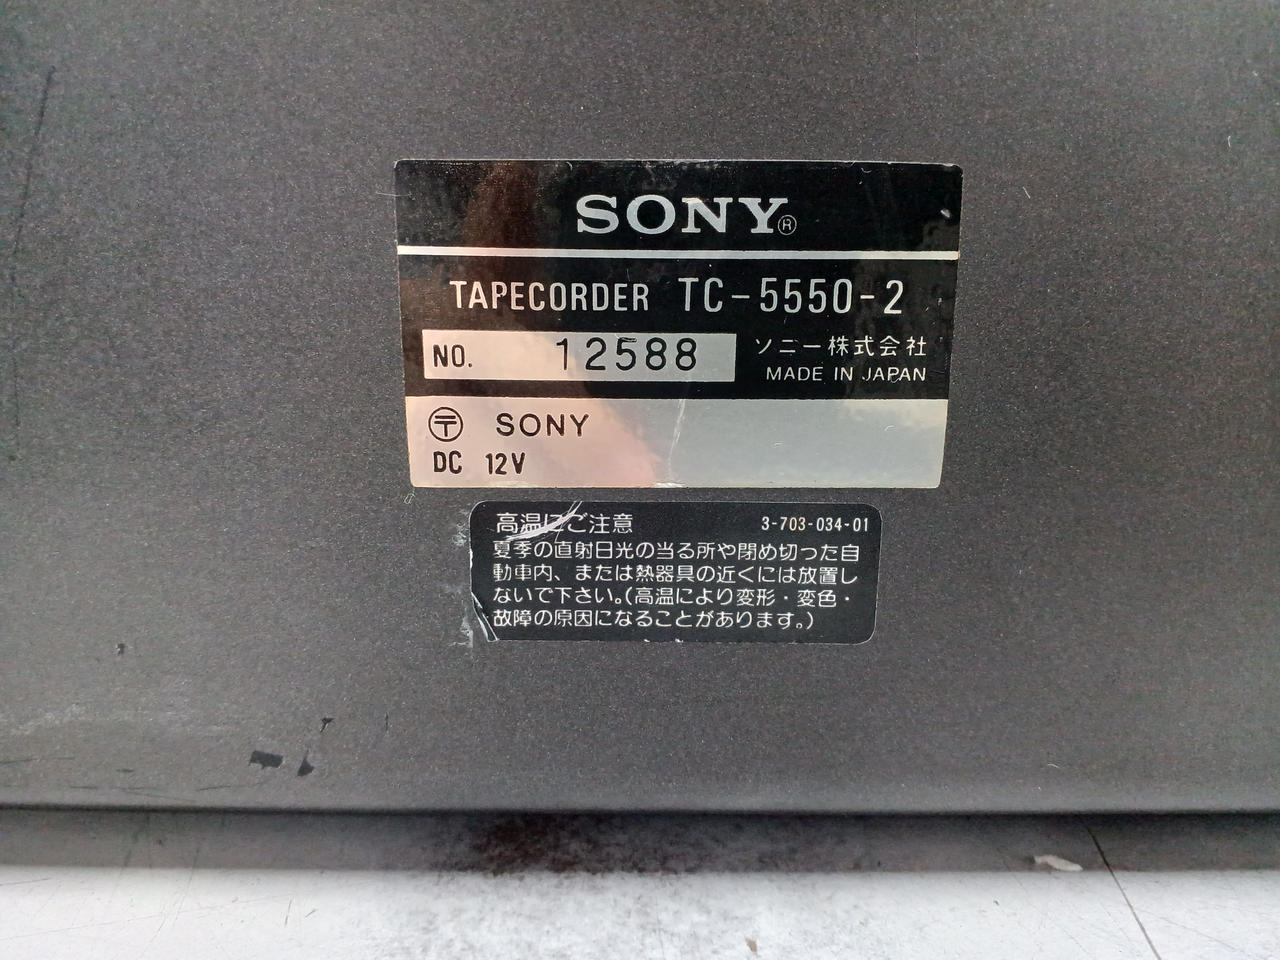 SONY®
TAPECORDER TC-5550-2
NO. 12588
ソニー株式会社
MADE IN JAPAN
〶 SONY
DC 12V
高温にご注意 3-703-034-01
夏季の直射日光の当る所や閉め切った自
動車内、または熱器具の近くには放置し
ないで下さい。(高温により変形・変色・
故障の原因になることがあります。)